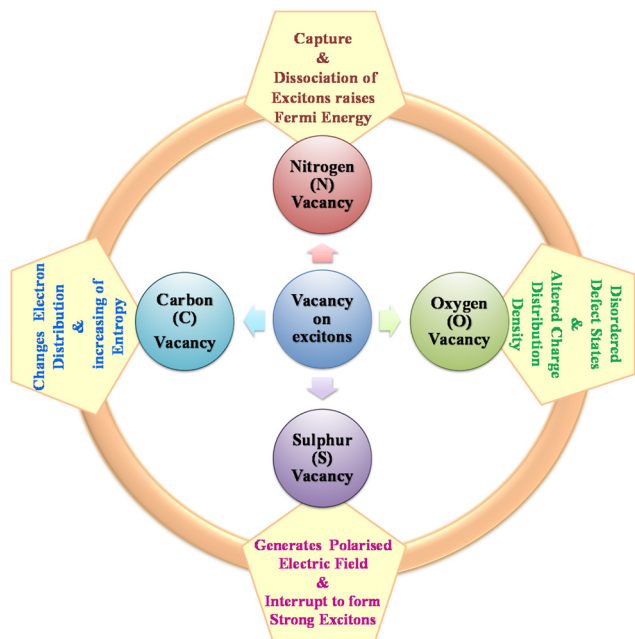 Capture
&
Dissociation of
Excitons raises
Fermi Energy
Nitrogen
(N)
Vacancy
Changes Electron
Distribution
&
increasing of
Entropy
Carbon
(C)
Vacancy
Vacancy
on
excitons
Oxygen
(O)
Vacancy
Disordered
Defect States
&
Altered Charge
Distribution
Density
Sulphur
(S)
Vacancy
Generates Polarised
Electric Field
&
Interrupt to form
Strong Excitons